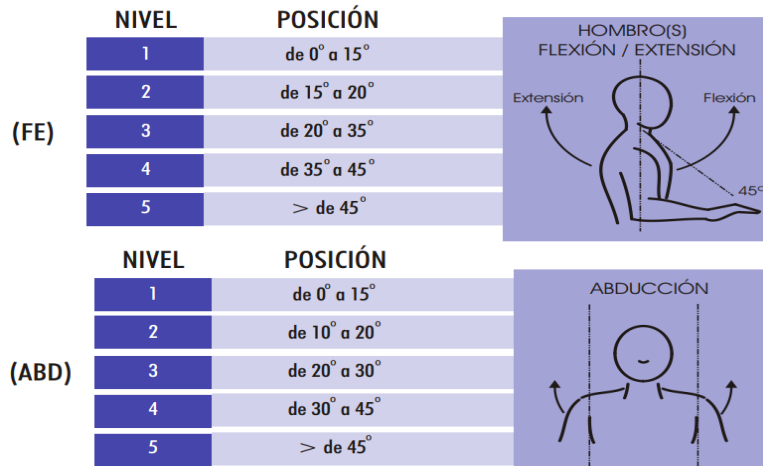 NIVEL POSICIÓN
1 de 0° a 15°
2 de 15° a 20°
(FE) 3 de 20° a 35°
4 de 35° a 45°
5 > de 45°
HOMBRO(S)
FLEXIÓN / EXTENSIÓN
Extensión Flexión
45°
NIVEL POSICIÓN
1 de 0° a 15°
2 de 10° a 20°
(ABD) 3 de 20° a 30°
4 de 30° a 45°
5 > de 45°
ABDUCCIÓN